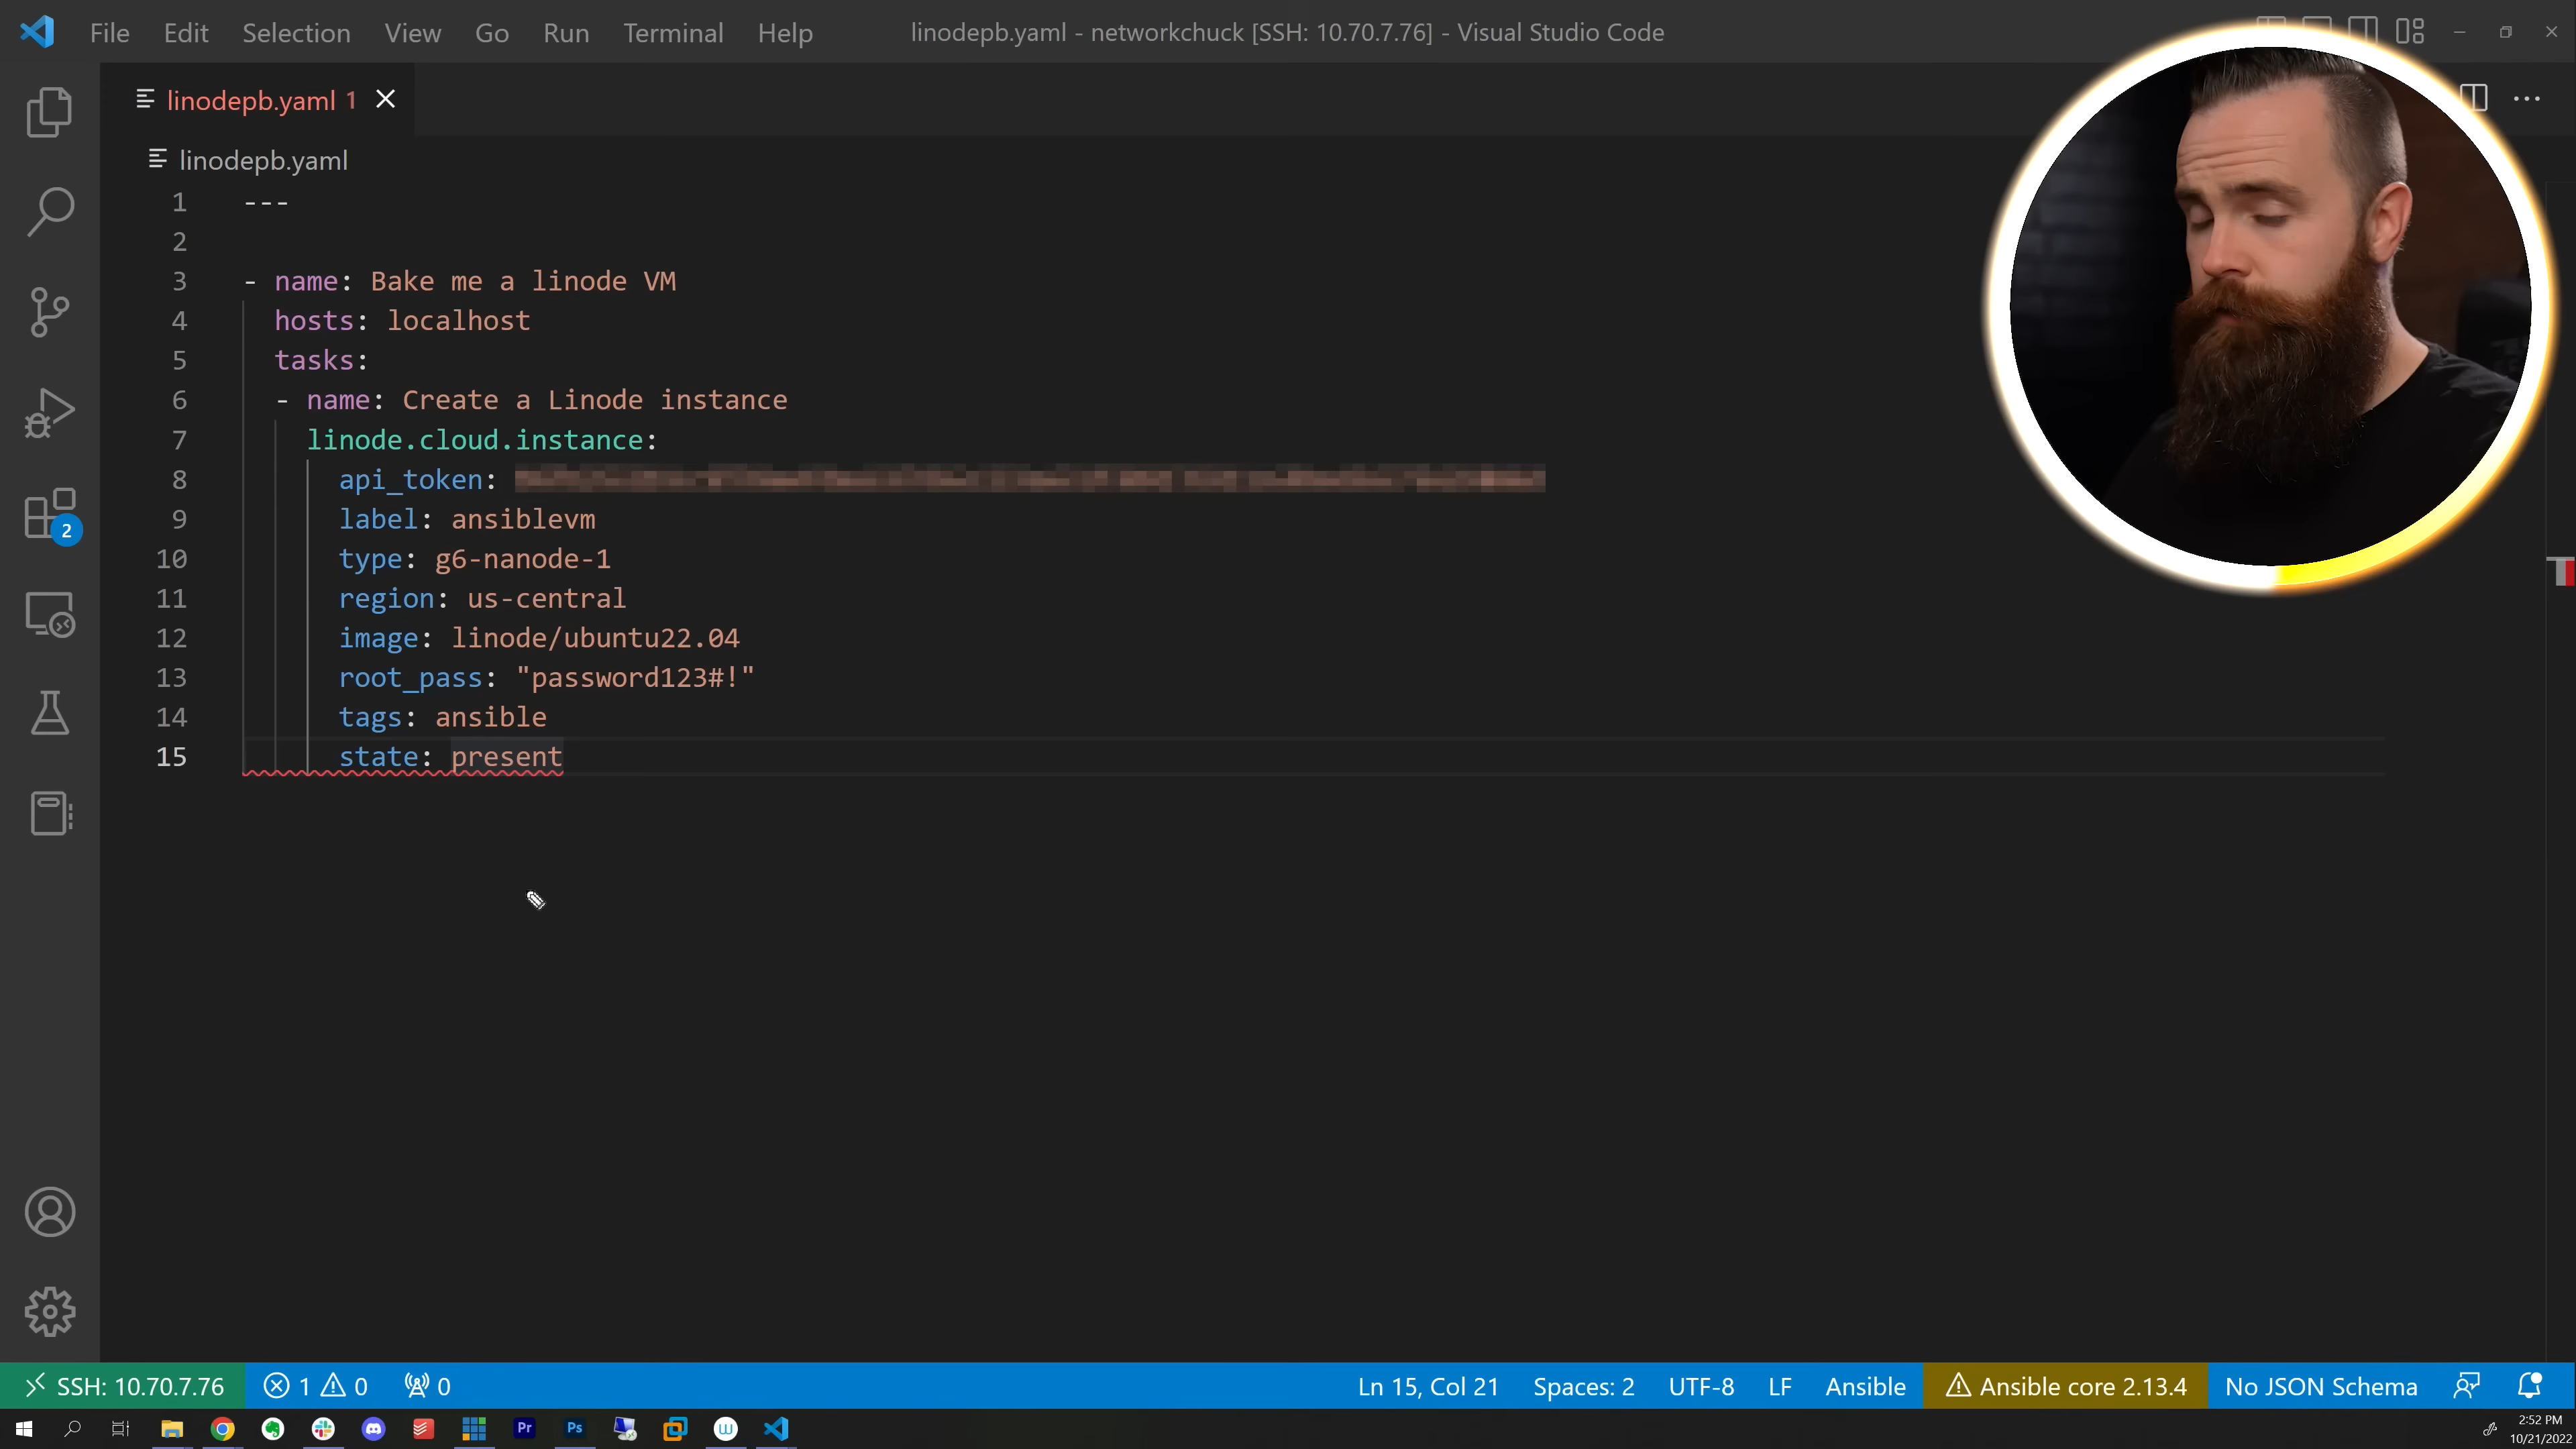 File Edit Selection View Go Run Terminal Help linodepb.yaml - networkchuck [SSH: 10.70.7.76] - Visual Studio Code
linodepb.yaml 1
linodepb.yaml
1 ---
2
3 - name: Bake me a linode VM
4 hosts: localhost
5 tasks:
6 - name: Create a Linode instance
7 linode.cloud.instance:
8 api_token:
9 label: ansiblevm
10 type: g6-nanode-1
11 region: us-central
12 image: linode/ubuntu22.04
13 root_pass: "password123#!"
14 tags: ansible
15 state: present
2
SSH: 10.70.7.76 1 0 0 Ln 15, Col 21 Spaces: 2 UTF-8 LF Ansible Ansible core 2.13.4 No JSON Schema
Pr Ps W 2:52 PM
10/21/2022